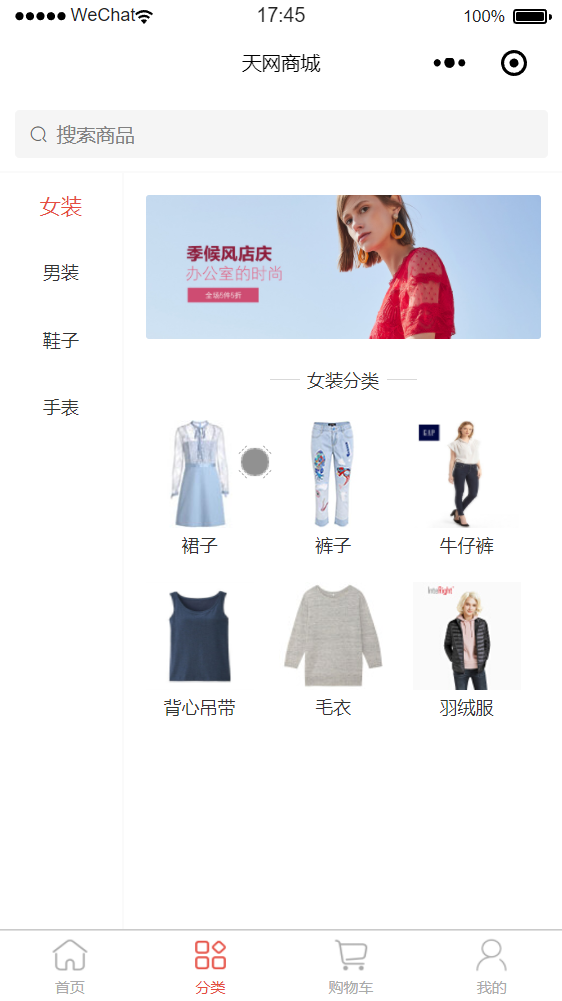 WeChat
17:45
100%
天网商城
搜索商品
女装
男装
鞋子
手表
季候风店庆
办公室的时尚
全场5件5折
女装分类
GAP
裙子
裤子
牛仔裤
InteRight
背心吊带
毛衣
羽绒服
首页
分类
购物车
我的